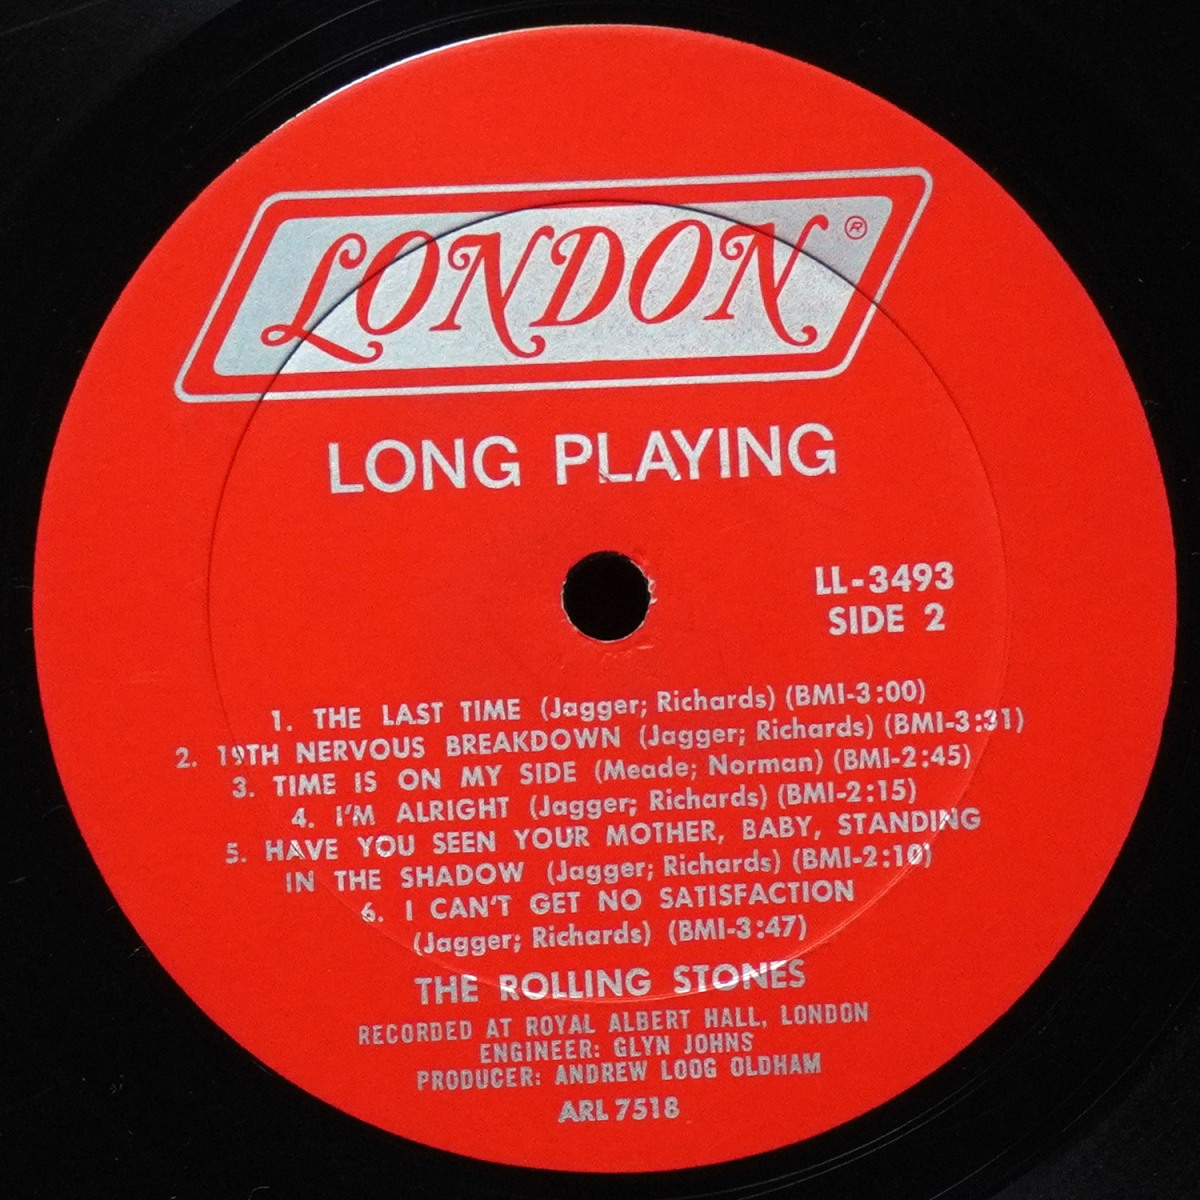 LONDON®
LONG PLAYING
LL-3493
SIDE 2
1. THE LAST TIME (Jagger; Richards) (BMI-3:00)
2. 19TH NERVOUS BREAKDOWN (Jagger; Richards) (BMI-3:31)
3. TIME IS ON MY SIDE (Meade; Norman) (BMI-2:45)
4. I'M ALRIGHT (Jagger; Richards) (BMI-2:15)
5. HAVE YOU SEEN YOUR MOTHER, BABY, STANDING
IN THE SHADOW (Jagger; Richards) (BMI-2:10)
6. I CAN'T GET NO SATISFACTION
(Jagger; Richards) (BMI-3:47)
THE ROLLING STONES
RECORDED AT ROYAL ALBERT HALL, LONDON
ENGINEER: GLYN JOHNS
PRODUCER: ANDREW LOOG OLDHAM
ARL 7518